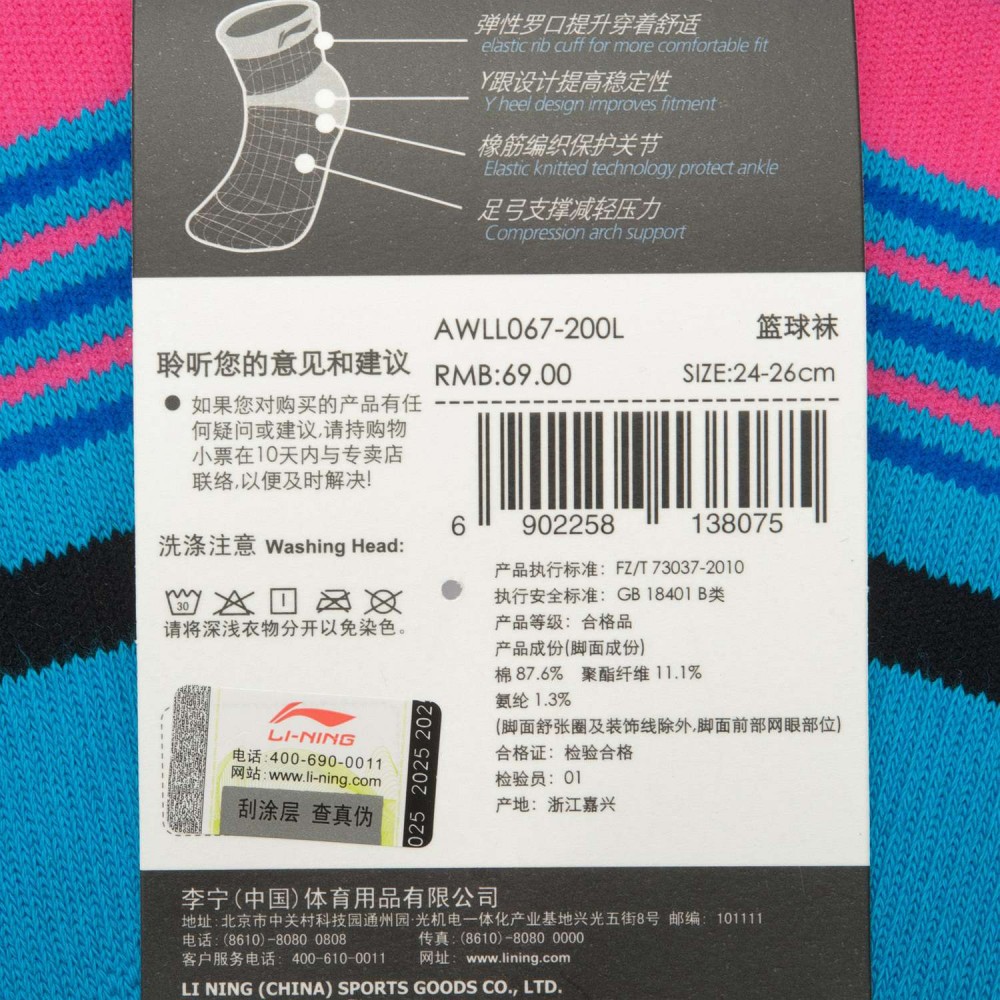 弹性罗口提升穿着舒适
elastic rib cuff for more comfortable fit
Y跟设计提高稳定性
Y heel design improves fitment
橡筋编织保护关节
Elastic knitted technology protect ankle
足弓支撑减轻压力
Compression arch support
AWLL067-200L 篮球袜
RMB:69.00 SIZE:24-26cm
聆听您的意见和建议
● 如果您对购买的产品有任
何疑问或建议,请持购物
小票在10天内与专卖店
联络,以便及时解决!
6 902258 138075
洗涤注意 Washing Head:
30
请将深浅衣物分开以免染色。
产品执行标准: FZ/T 73037-2010
执行安全标准: GB 18401 B类
产品等级: 合格品
产品成份(脚面成份)
棉 87.6% 聚酯纤维 11.1%
氨纶 1.3%
(脚面舒张圈及装饰线除外,脚面前部网眼部位)
合格证: 检验合格
检验员: 01
产地: 浙江嘉兴
LI-NING
电话:400-690-0011
网站:www.li-ning.com
刮涂层 查真伪
025 2025 202
李宁(中国)体育用品有限公司
地址:北京市中关村科技园通州园·光机电一体化产业基地兴光五街8号 邮编: 101111
电话:(8610)-8080 0808 传真:(8610)-8080 0000
客户服务电话: 400-610-0011 网址: www.lining.com
LI NING (CHINA) SPORTS GOODS CO., LTD.